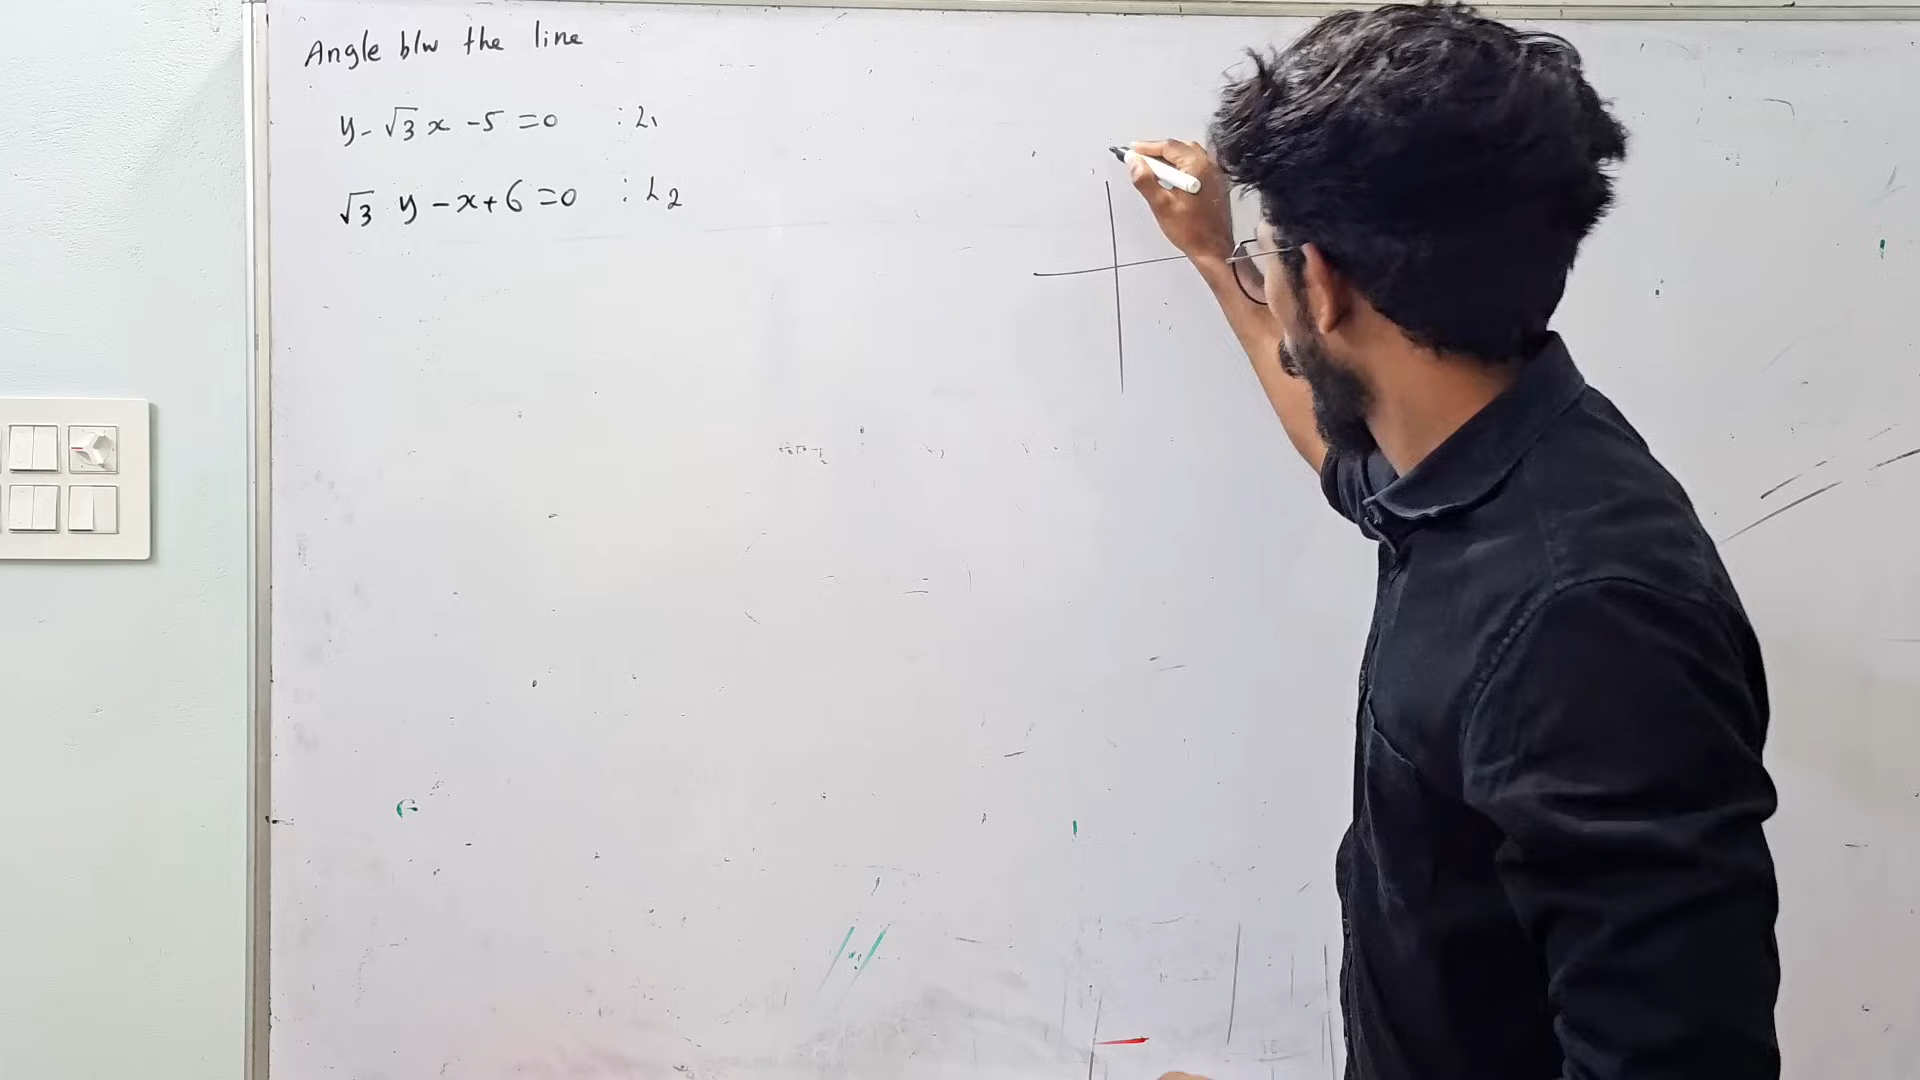 Angle b/w the line
y - √3 x - 5 = 0 : L1
√3 y - x + 6 = 0 : L2